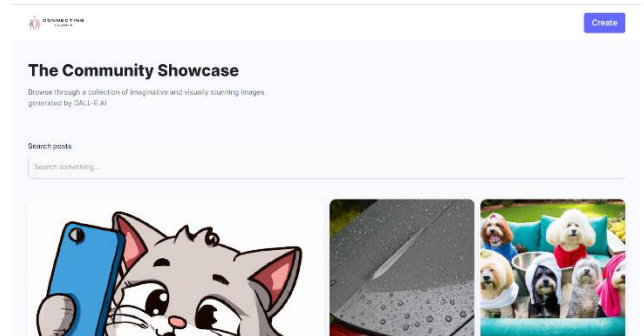 CONNECTING
Create
The Community Showcase
Browse through a collection of imaginative and visually stunning images
generated by DALL-E AI
Search posts
Search something...